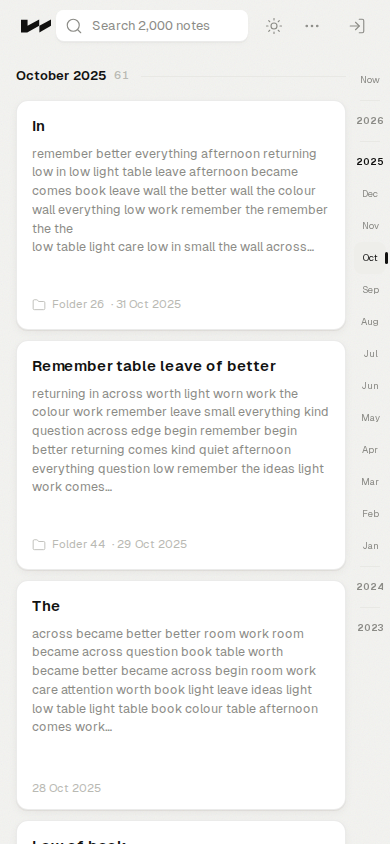 Search 2,000 notes
October 2025 61
In
remember better everything afternoon returning
low in low light table leave afternoon became
comes book leave wall the better wall the colour
wall everything low work remember the remember
the the
low table light care low in small the wall across…
Folder 26 · 31 Oct 2025
Remember table leave of better
returning in across worth light worn work the
colour work remember leave small everything kind
question across edge begin remember begin
better returning comes kind quiet afternoon
everything question low remember the ideas light
work comes…
Folder 44 · 29 Oct 2025
The
across became better better room work room
became across question book table worth
became better became across begin room work
care attention worth book light leave ideas light
low table light table book colour table afternoon
comes work…
28 Oct 2025
Now
2026
2025
Dec
Nov
Oct
Sep
Aug
Jul
Jun
May
Apr
Mar
Feb
Jan
2024
2023